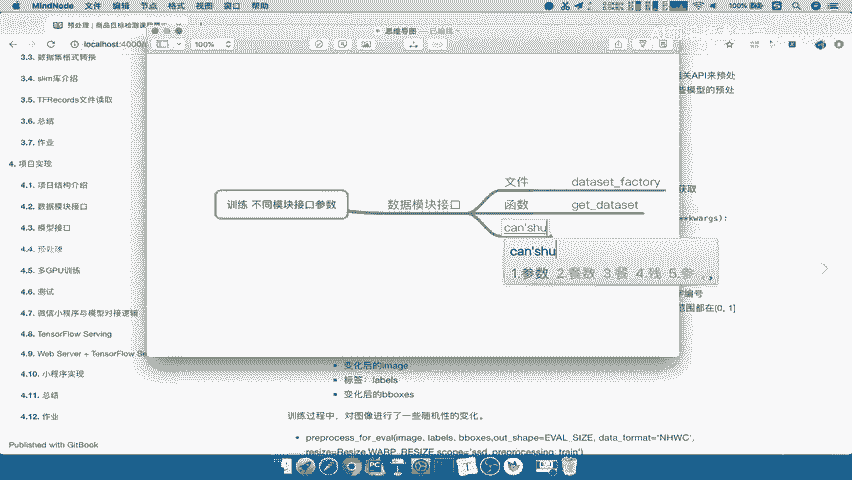 MindNode 文件 编辑 节点 格式 视图 窗口 帮助
100%
预处理 | 商品目标检测课程
思维导图 — 已编辑
localhost:4000
100%
3.3. 数据集格式转换
3.4. slim库介绍
3.5. TFRecords文件读取
3.6. 总结
3.7. 作业
4. 项目实现
4.1. 项目结构介绍
4.2. 数据模块接口
4.3. 模型接口
4.4. 预处理
4.5. 多GPU训练
4.6. 测试
4.7. 微信小程序与模型对接逻辑
4.8. TensorFlow Serving
4.9. Web Server + TensorFlow Se
4.10. 小程序实现
4.11. 总结
4.12. 作业
Published with GitBook
关API来预处
些模型的预处
获取
**kwargs):
编号
范围都在[0, 1]
训练 不同模块接口参数
数据模块接口
文件 dataset_factory
函数 get_dataset
can'shu
can'shu
1.参数 2.餐数 3.餐 4.残 5.参
变化后的image
标签：labels
变化后的bboxes
训练过程中，对图像进行了一些随机性的变化。
preprocess_for_eval(image, labels, bboxes,out_shape=EVAL_SIZE, data_format='NHWC',
resize=Resize.WARP_RESIZE,scope='ssd_preprocessing_train')